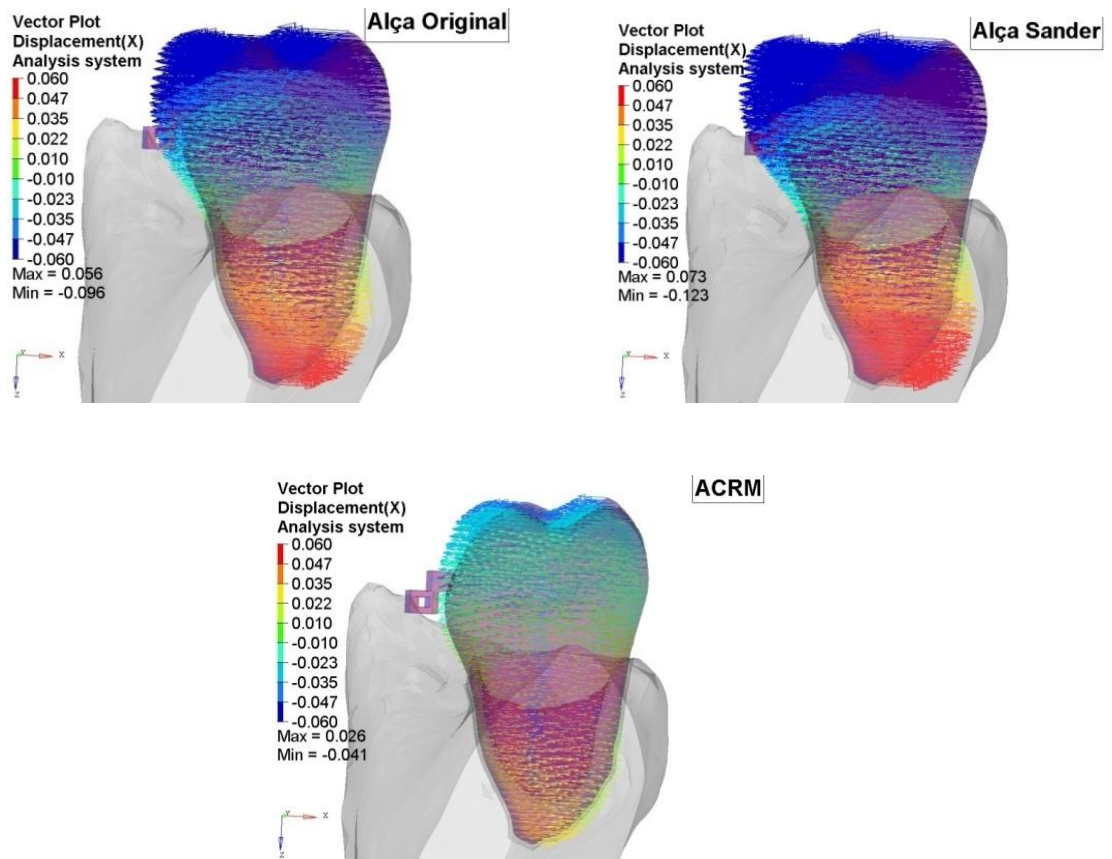 Alça Original
Vector Plot
Displacement(X)
Analysis system
0.060
0.047
0.035
0.022
0.010
-0.010
-0.023
-0.035
-0.047
-0.060
Max = 0.056
Min = -0.096
Y
X
Z
Alça Sander
Vector Plot
Displacement(X)
Analysis system
0.060
0.047
0.035
0.022
0.010
-0.010
-0.023
-0.035
-0.047
-0.060
Max = 0.073
Min = -0.123
Y
X
Z
ACRM
Vector Plot
Displacement(X)
Analysis system
0.060
0.047
0.035
0.022
0.010
-0.010
-0.023
-0.035
-0.047
-0.060
Max = 0.026
Min = -0.041
Y
X
Z